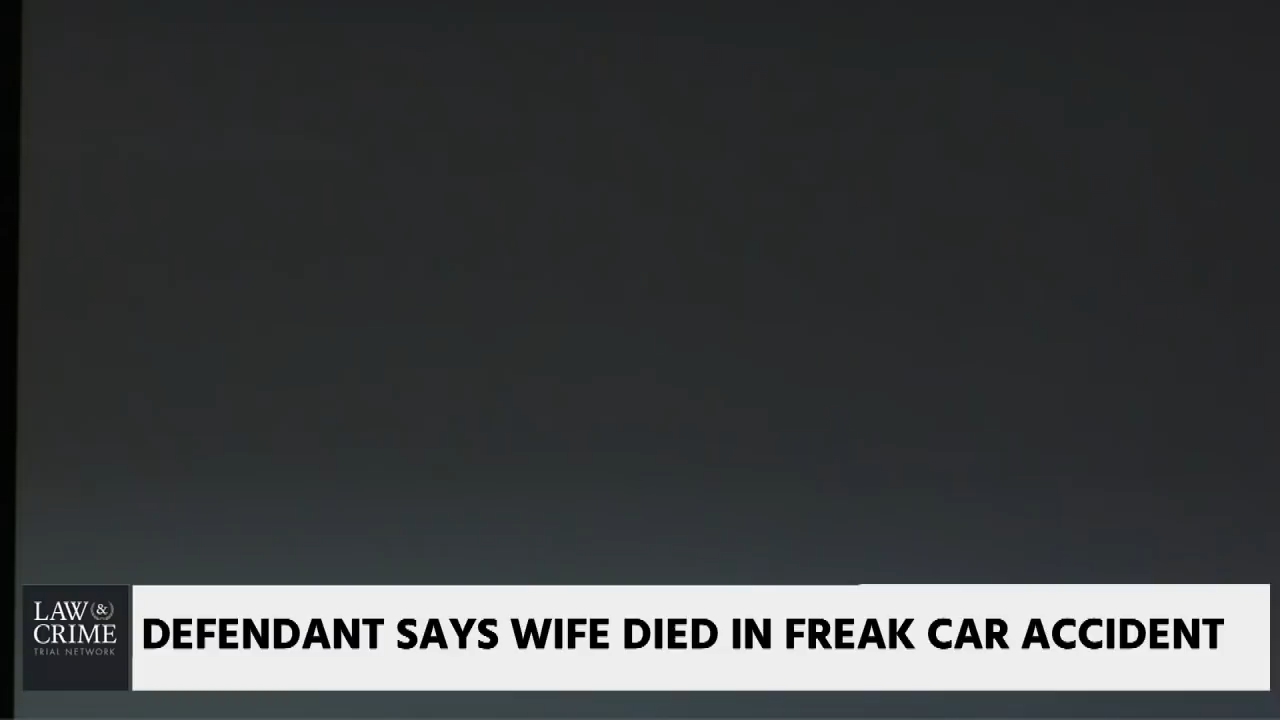 LAW &
CRIME
TRIAL NETWORK
DEFENDANT SAYS WIFE DIED IN FREAK CAR ACCIDENT